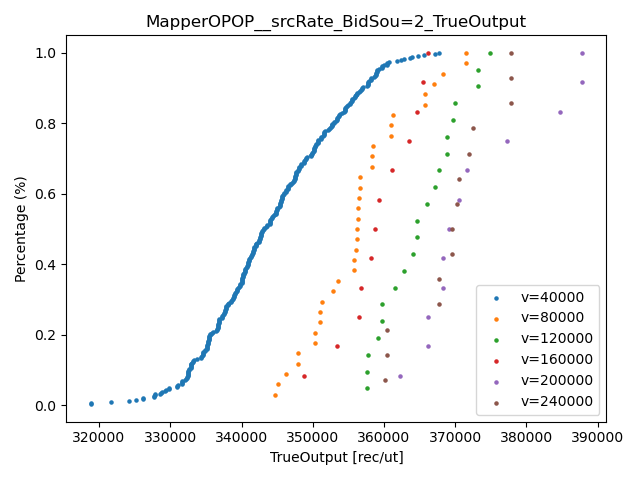 MapperOPOP__srcRate_BidSou=2_TrueOutput
1.0
0.8
0.6
0.4
0.2
0.0
Percentage (%)
v=40000
v=80000
v=120000
v=160000
v=200000
v=240000
320000 330000 340000 350000 360000 370000 380000 390000
TrueOutput [rec/ut]